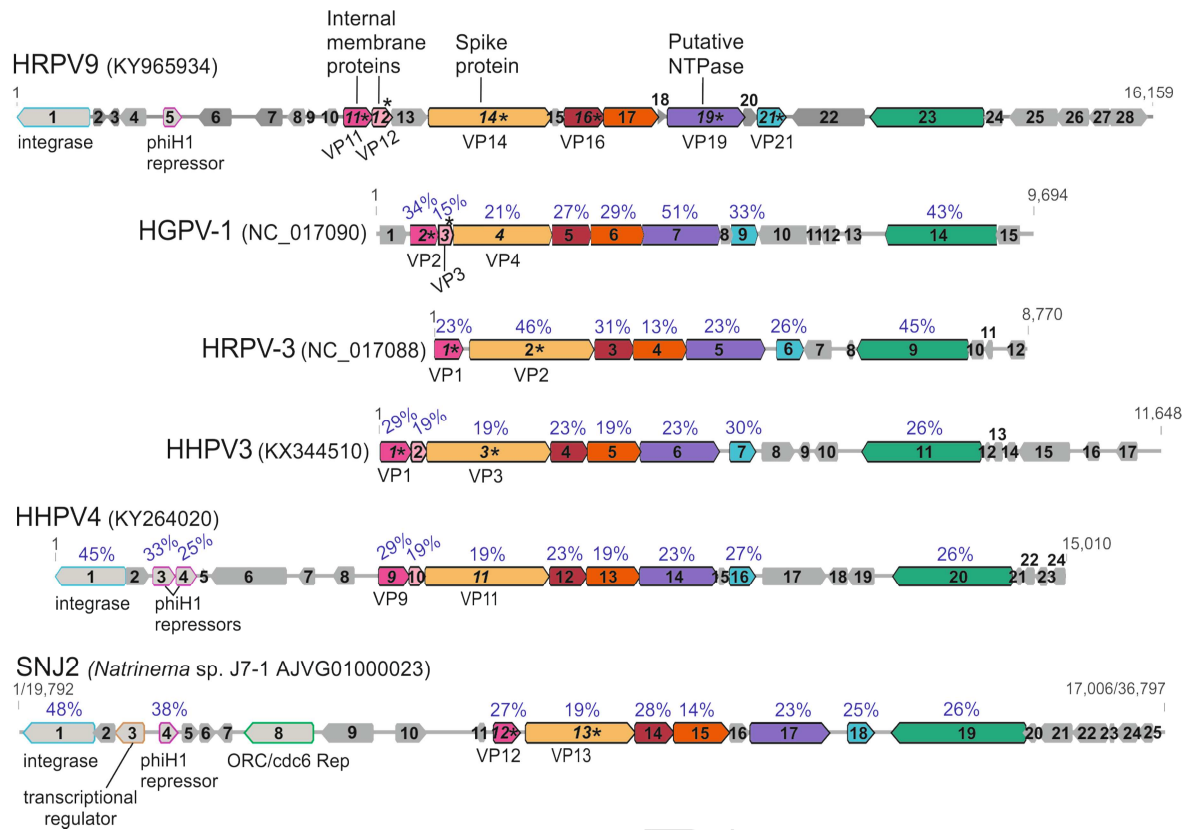 Internal membrane proteins
Spike protein
Putative NTPase
HRPV9 (KY965934)
1
16,159
1 2 3 4 5 6 7 8 9 10 11* 12 * 13 14* 15 16* 17 18 19* 20 21* 22 23 24 25 26 27 28
integrase
phiH1 repressor
VP11 VP12 VP14 VP16 VP19 VP21
1
9,694
34% 15% 21% 27% 29% 51% 33% 43%
HGPV-1 (NC_017090)
1 2* 3 * 4 5 6 7 8 9 10 11 12 13 14 15
VP2 VP3 VP4
1
8,770
23% 46% 31% 13% 23% 26% 45%
HRPV-3 (NC_017088)
1* 2* 3 4 5 6 7 8 9 10 11 12
VP1 VP2
1
11,648
29% 19% 19% 23% 19% 23% 30% 26%
HHPV3 (KX344510)
1* 2 3* 4 5 6 7 8 9 10 11 12 13 14 15 16 17
VP1 VP3
HHPV4 (KY264020)
1
15,010
45% 33% 25% 29% 19% 19% 23% 19% 23% 27% 26%
1 2 3 4 5 6 7 8 9 10 11 12 13 14 15 16 17 18 19 20 21 22 23 24
integrase
phiH1 repressors
VP9 VP11
SNJ2 (Natrinema sp. J7-1 AJVG01000023)
1/19,792
17,006/36,797
48% 38% 27% 19% 28% 14% 23% 25% 26%
1 2 3 4 5 6 7 8 9 10 11 12* 13* 14 15 16 17 18 19 20 21 22 23 24 25
integrase
phiH1 repressor
ORC/cdc6 Rep
VP12 VP13
transcriptional regulator